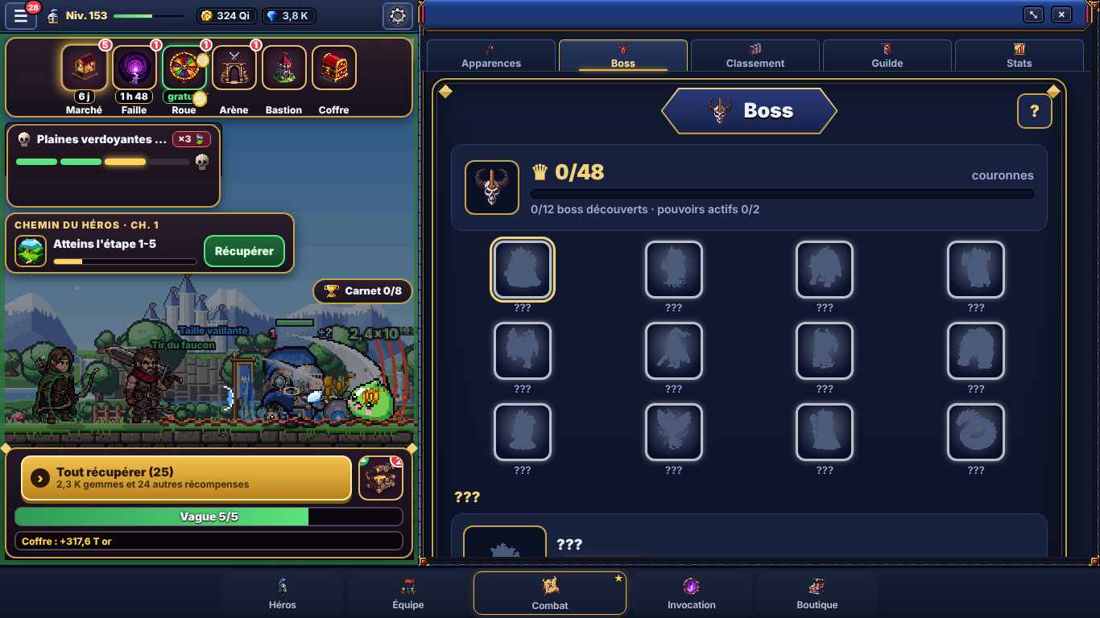 28
Niv. 153
324 Qi
3,8 K
5
1
1
1
6 j
1 h 48
gratu
Marché
Faille
Roue
Arène
Bastion
Coffre
Plaines verdoyantes ...
×3
CHEMIN DU HÉROS · CH. 1
Atteins l'étape 1-5
Récupérer
Carnet 0/8
Taille vaillante
Tir du faucon
Tout récupérer (25)
2,3 K gemmes et 24 autres récompenses
Vague 5/5
Coffre : +317,6 T or
Apparences
Boss
Classement
Guilde
Stats
Boss
?
0/48
couronnes
0/12 boss découverts · pouvoirs actifs 0/2
???
???
???
???
???
???
???
???
???
???
???
???
???
???
Héros
Équipe
Combat
Invocation
Boutique